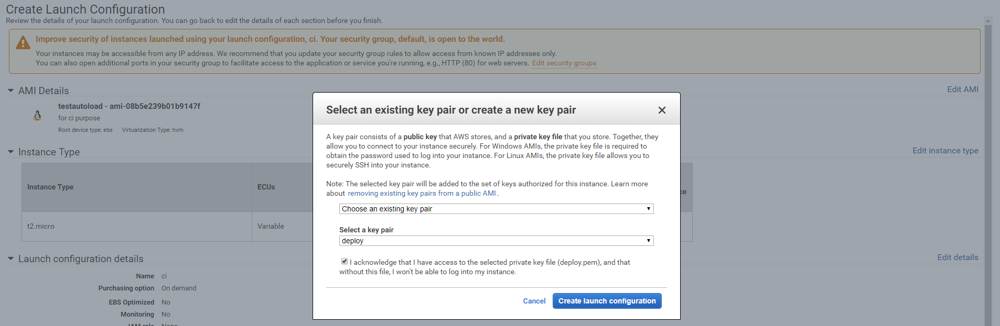 Create Launch Configuration
Review the details of your launch configuration. You can go back to edit the details of each section before you finish.
Improve security of instances launched using your launch configuration, ci. Your security group, default, is open to the world.
Your instances may be accessible from any IP address. We recommend that you update your security group rules to allow access from known IP addresses only.
You can also open additional ports in your security group to facilitate access to the application or service you're running, e.g., HTTP (80) for web servers. Edit security groups
AMI Details
Edit AMI
testautoload - ami-08b5e239b01b9147f
for ci purpose
Root device type: ebs Virtualization Type: hvm
Instance Type
Edit instance type
Instance Type ECUs
t2.micro Variable
Launch configuration details
Edit details
Name ci
Purchasing option On demand
EBS Optimized No
Monitoring No
IAM role None
Select an existing key pair or create a new key pair
A key pair consists of a public key that AWS stores, and a private key file that you store. Together, they
allow you to connect to your instance securely. For Windows AMIs, the private key file is required to
obtain the password used to log into your instance. For Linux AMIs, the private key file allows you to
securely SSH into your instance.
Note: The selected key pair will be added to the set of keys authorized for this instance. Learn more
about removing existing key pairs from a public AMI.
Choose an existing key pair
Select a key pair
deploy
I acknowledge that I have access to the selected private key file (deploy.pem), and that
without this file, I won't be able to log into my instance.
Cancel
Create launch configuration